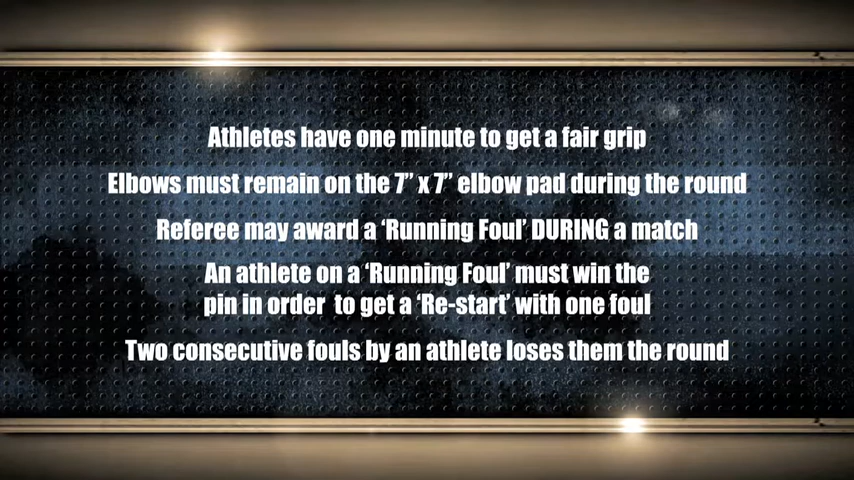 Athletes have one minute to get a fair grip
Elbows must remain on the 7” x 7” elbow pad during the round
Referee may award a ‘Running Foul’ DURING a match
An athlete on a ‘Running Foul’ must win the
pin in order to get a ‘Re-start’ with one foul
Two consecutive fouls by an athlete loses them the round